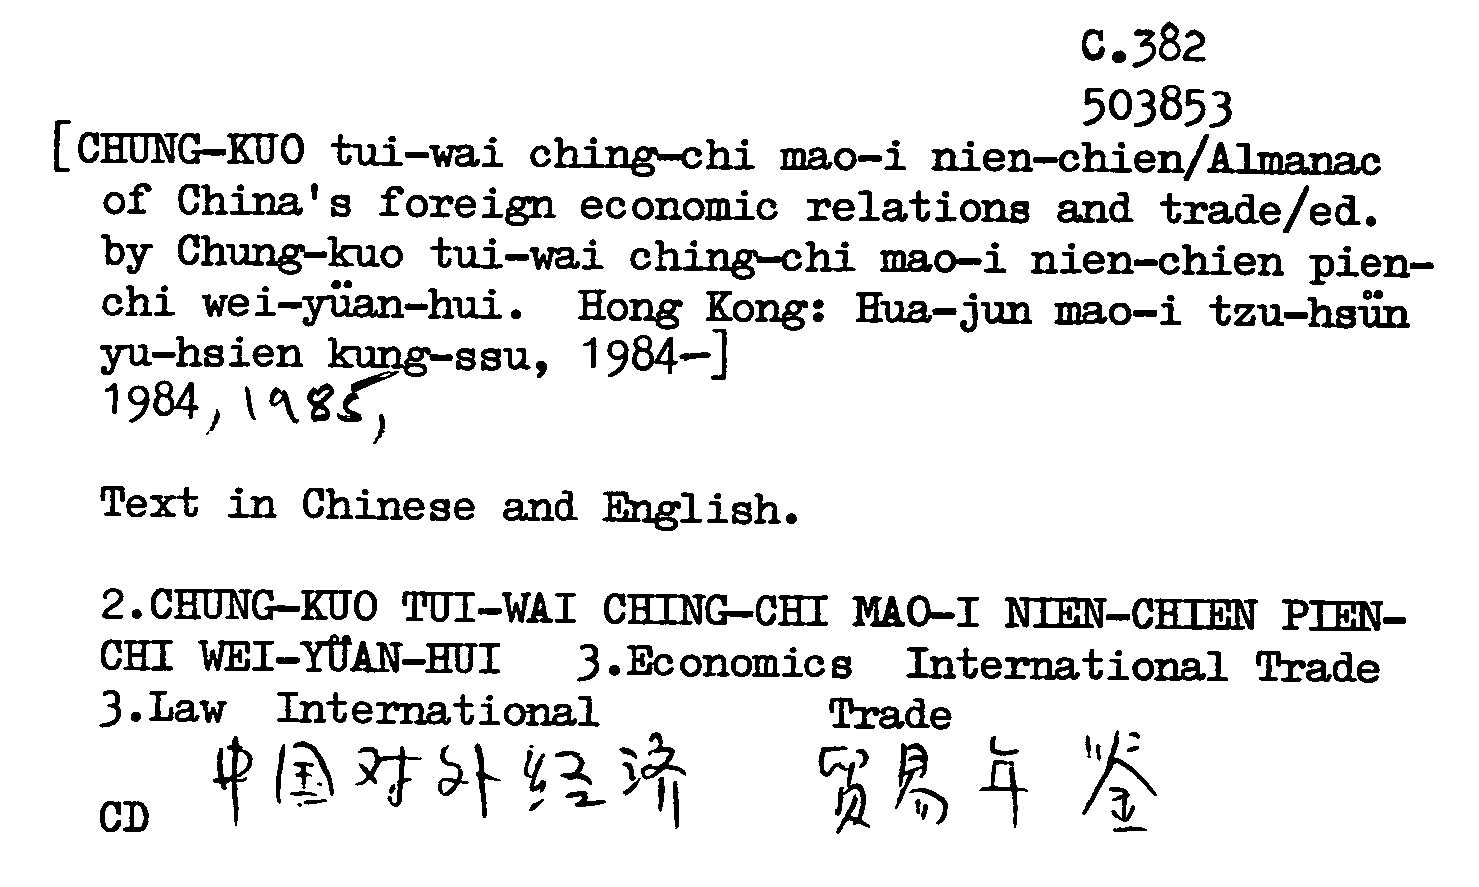 C.382
503853
[CHUNG-KUO tui-wai ching-chi mao-i nien-chien/Almanac
of China's foreign economic relations and trade/ed.
by Chung-kuo tui-wai ching-chi mao-i nien-chien pien-
chi wei-yüan-hui. Hong Kong: Hua-jun mao-i tzu-hsün
yu-hsien kung-ssu, 1984-]
1984, 1985,
Text in Chinese and English.
2.CHUNG-KUO TUI-WAI CHING-CHI MAO-I NIEN-CHIEN PIEN-
CHI WEI-YÜAN-HUI 3.Economics International Trade
3.Law International Trade
中国对外经济 贸易年鉴
CD